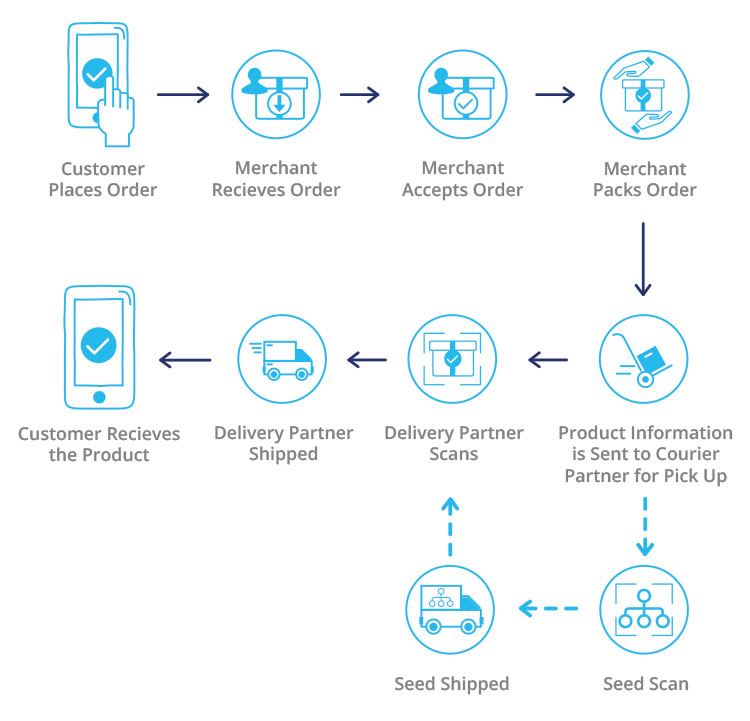 Customer
Places Order
Merchant
Recieves Order
Merchant
Accepts Order
Merchant
Packs Order
Customer Recieves
the Product
Delivery Partner
Shipped
Delivery Partner
Scans
Product Information
is Sent to Courier
Partner for Pick Up
Seed Shipped
Seed Scan